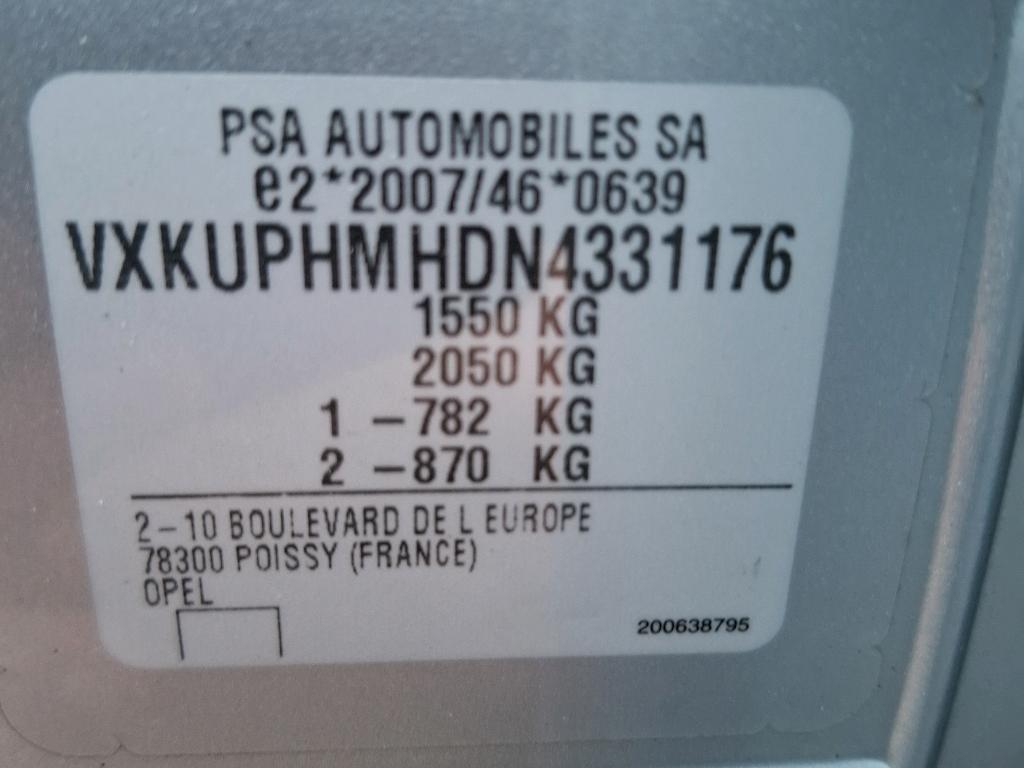 PSA AUTOMOBILES SA
e2*2007/46*0639
VXKUPHMHDN4331176
1550 KG
2050 KG
1 -782 KG
2 -870 KG
2-10 BOULEVARD DE L EUROPE
78300 POISSY (FRANCE)
OPEL
200638795